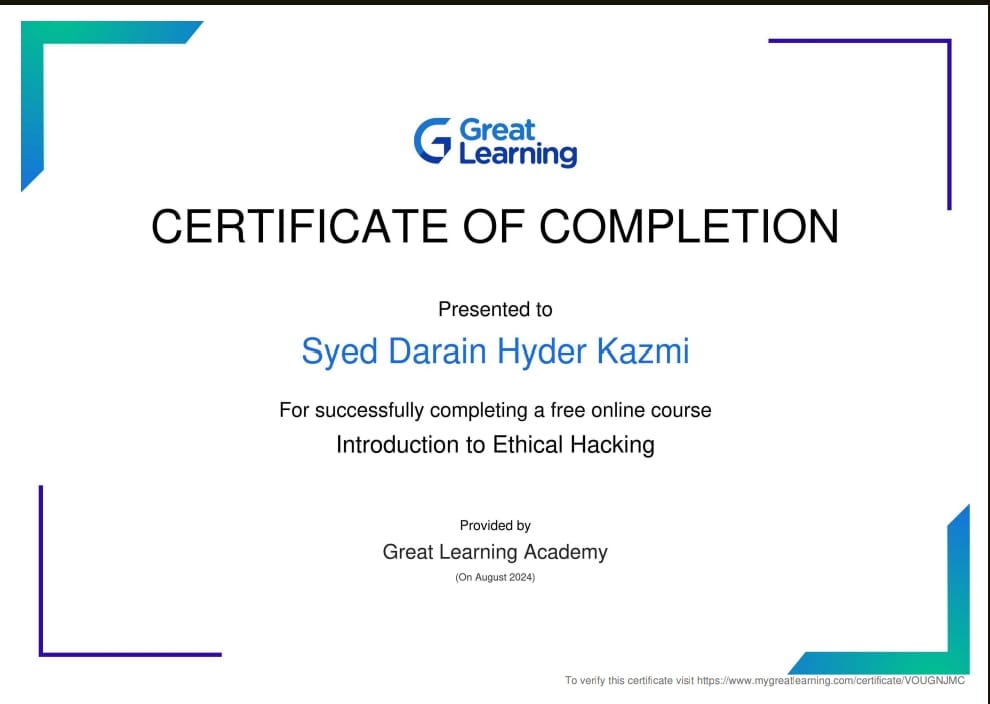 Great
Learning
CERTIFICATE OF COMPLETION
Presented to
Syed Darain Hyder Kazmi
For successfully completing a free online course
Introduction to Ethical Hacking
Provided by
Great Learning Academy
(On August 2024)
To verify this certificate visit https://www.mygreatlearning.com/certificate/VOUGNJMC